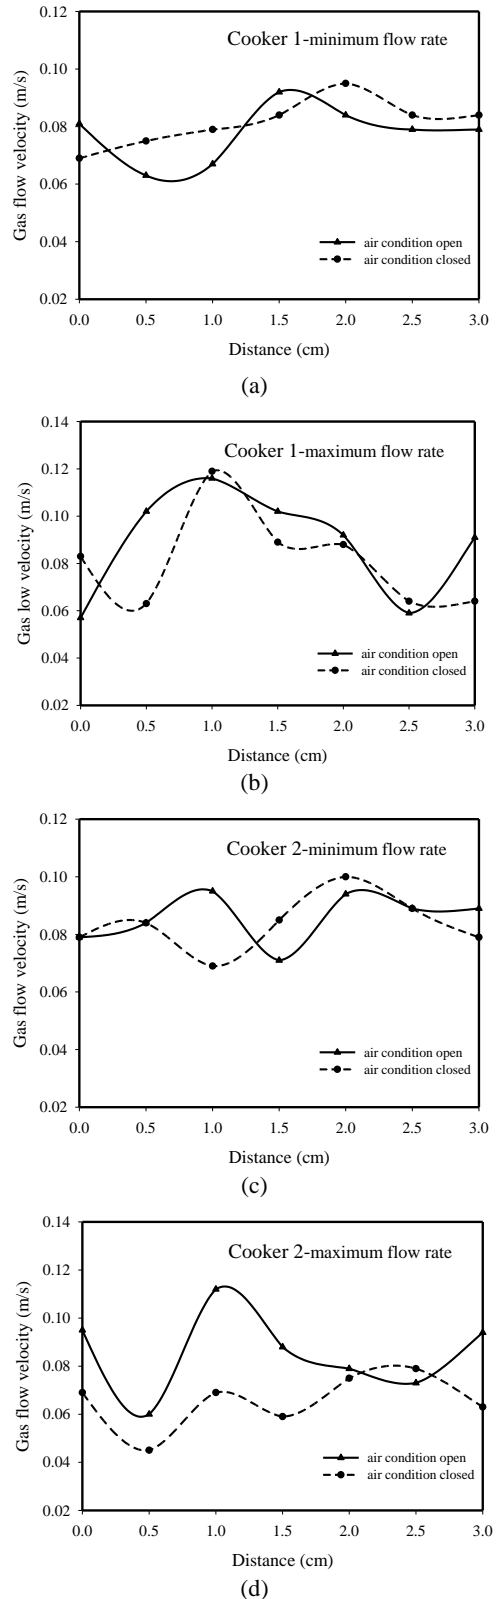 Cooker 1-minimum flow rate
Gas flow velocity (m/s)
0.12
0.10
0.08
0.06
0.04
0.02
air condition open
air condition closed
0.0 0.5 1.0 1.5 2.0 2.5 3.0
Distance (cm)
(a)
Cooker 1-maximum flow rate
Gas low velocity (m/s)
0.14
0.12
0.10
0.08
0.06
0.04
0.02
air condition open
air condition closed
0.0 0.5 1.0 1.5 2.0 2.5 3.0
Distance (cm)
(b)
Cooker 2-minimum flow rate
Gas flow velocity (m/s)
0.12
0.10
0.08
0.06
0.04
0.02
air condition open
air condition closed
0.0 0.5 1.0 1.5 2.0 2.5 3.0
Distance (cm)
(c)
Cooker 2-maximum flow rate
Gas flow velocity (m/s)
0.14
0.12
0.10
0.08
0.06
0.04
0.02
air condition open
air condition closed
0.0 0.5 1.0 1.5 2.0 2.5 3.0
Distance (cm)
(d)